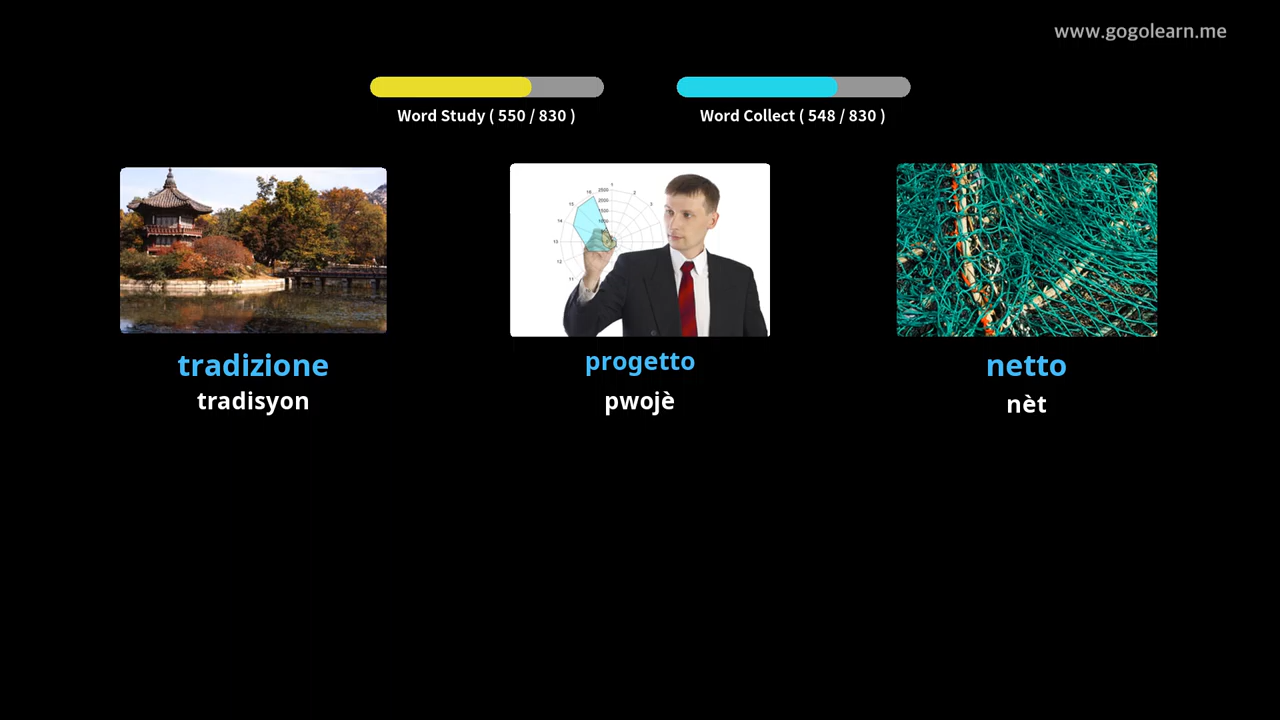 www.gogolearn.me
Word Study ( 550 / 830 )
Word Collect ( 548 / 830 )
tradizione
tradisyon
progetto
pwojè
netto
nèt